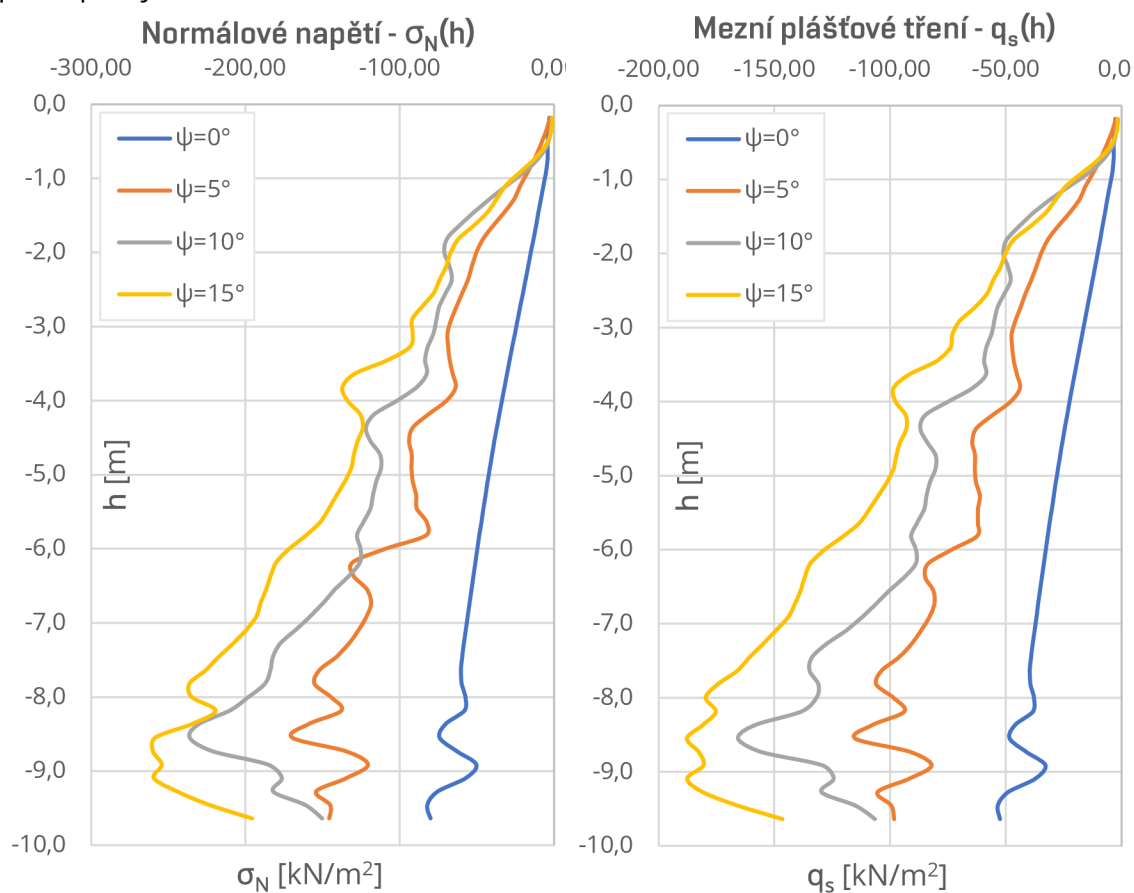 Normálové napětí - σN(h)
-300,00 -200,00 -100,00 0,0
0,0
-1,0
-2,0
-3,0
-4,0
-5,0
-6,0
-7,0
-8,0
-9,0
-10,0
ψ=0°
ψ=5°
ψ=10°
ψ=15°
h [m]
σN [kN/m²]
Mezní plášťové tření - qs(h)
-200,00 -150,00 -100,00 -50,00 0,0
0,0
-1,0
-2,0
-3,0
-4,0
-5,0
-6,0
-7,0
-8,0
-9,0
-10,0
ψ=0°
ψ=5°
ψ=10°
ψ=15°
h [m]
qs [kN/m²]